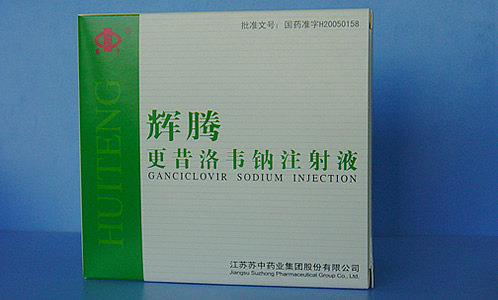 批准文号：国药准字H20050158
HUITENG
辉腾
更昔洛韦钠注射液
GANCICLOVIR SODIUM INJECTION
江苏苏中药业集团股份有限公司
Jiangsu Suzhong Pharmaceutical Group Co., Ltd.